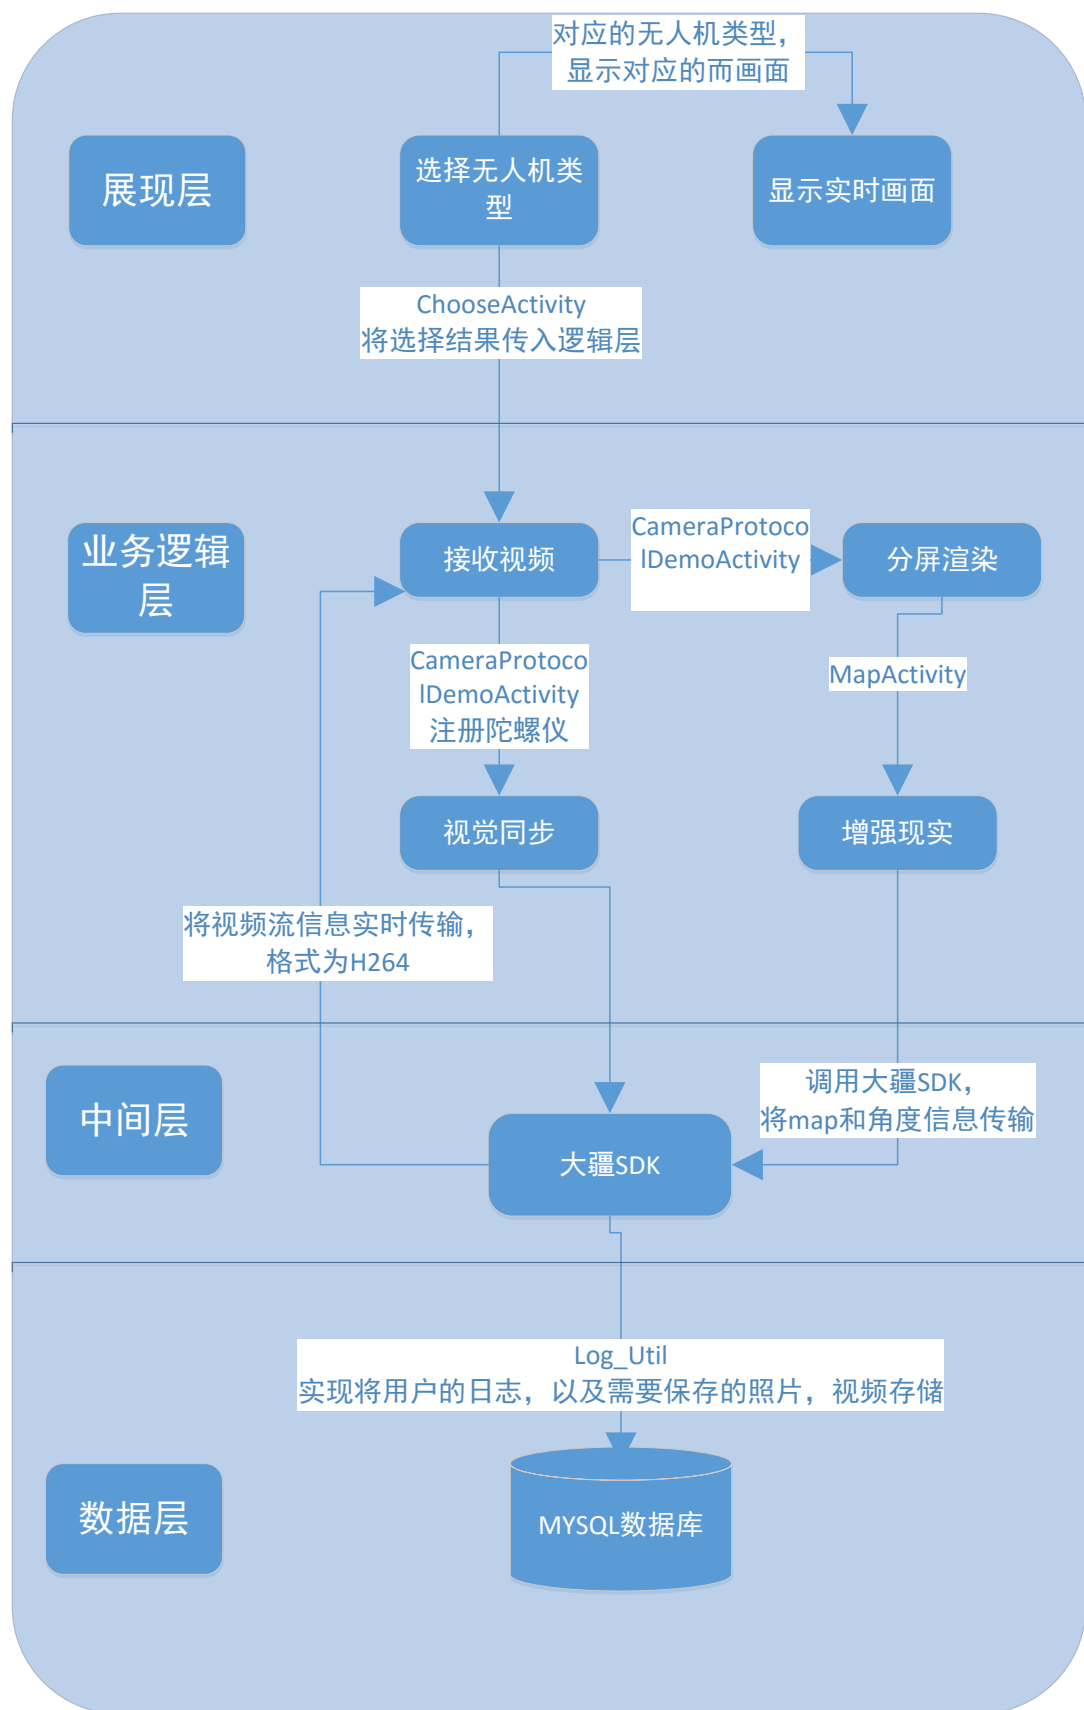 对应的无人机类型，
显示对应的而画面
展现层
选择无人机类
型
显示实时画面
ChooseActivity
将选择结果传入逻辑层
业务逻辑
层
接收视频
CameraProtoco
lDemoActivity
分屏渲染
CameraProtoco
lDemoActivity
注册陀螺仪
MapActivity
视觉同步
增强现实
将视频流信息实时传输，
格式为H264
中间层
大疆SDK
调用大疆SDK，
将map和角度信息传输
Log_Util
实现将用户的日志，以及需要保存的照片，视频存储
数据层
MYSQL数据库